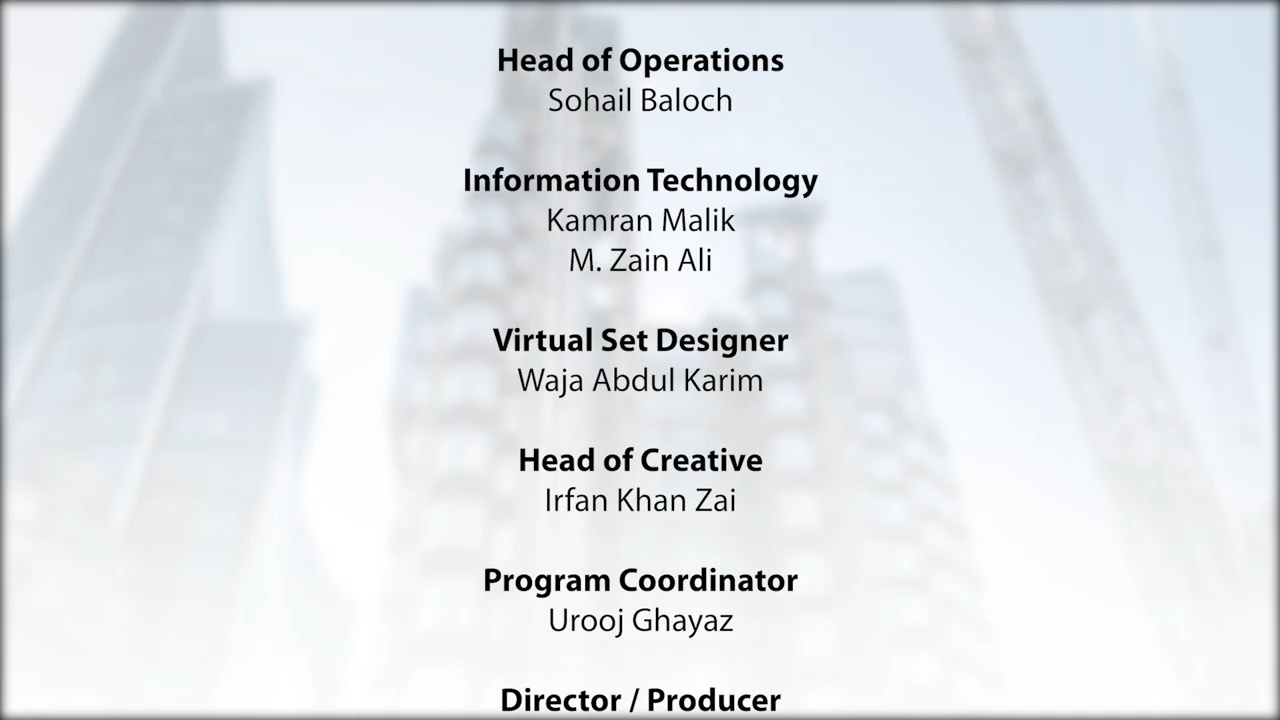 Head of Operations
Sohail Baloch
Information Technology
Kamran Malik
M. Zain Ali
Virtual Set Designer
Waja Abdul Karim
Head of Creative
Irfan Khan Zai
Program Coordinator
Urooj Ghayaz
Director / Producer